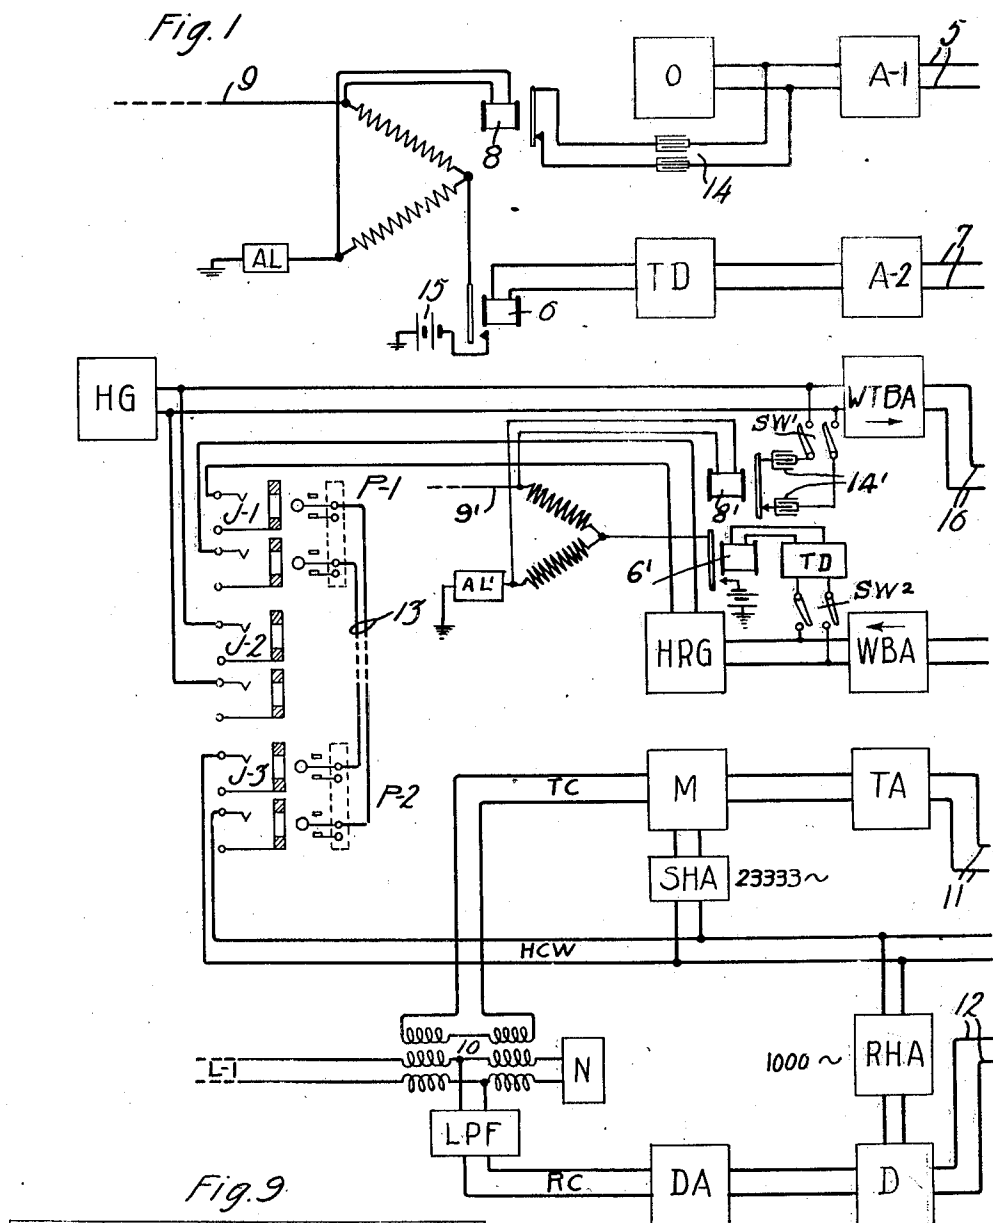 Fig. 1
5
O
A-1
9
8
14
7
AL
TD
A-2
15
6
HG
WTBA
SW'
P-1
14'
J-1
9'
8'
16
6'
TD
AL'
SW2
13
J-2
HRG
WBA
J-3
P-2
TC
M
TA
SHA
23333~
11
HCW
12
10
1000~
RHA
L-1
N
LPF
Fig. 9
RC
DA
D